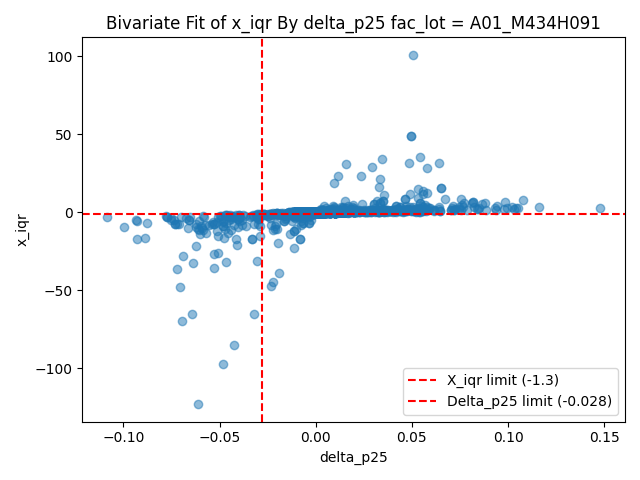 Bivariate Fit of x_iqr By delta_p25 fac_lot = A01_M434H091
100
50
0
−50
−100
x_iqr
−0.10
−0.05
0.00
0.05
0.10
0.15
delta_p25
X_iqr limit (-1.3)
Delta_p25 limit (-0.028)